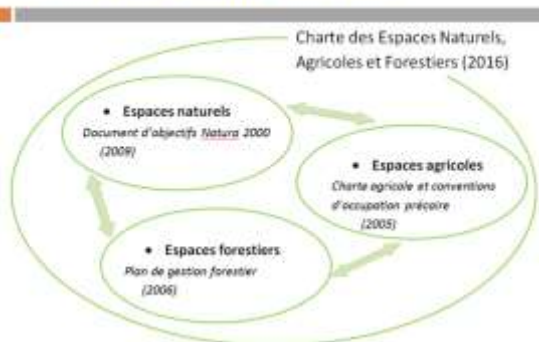 Charte des Espaces Naturels,
Agricoles et Forestiers (2016)
• Espaces naturels
Document d'objectifs Natura 2000
(2009)
• Espaces agricoles
Charte agricole et conventions
d'occupation précaire
(2005)
• Espaces forestiers
Plan de gestion forestier
(2006)